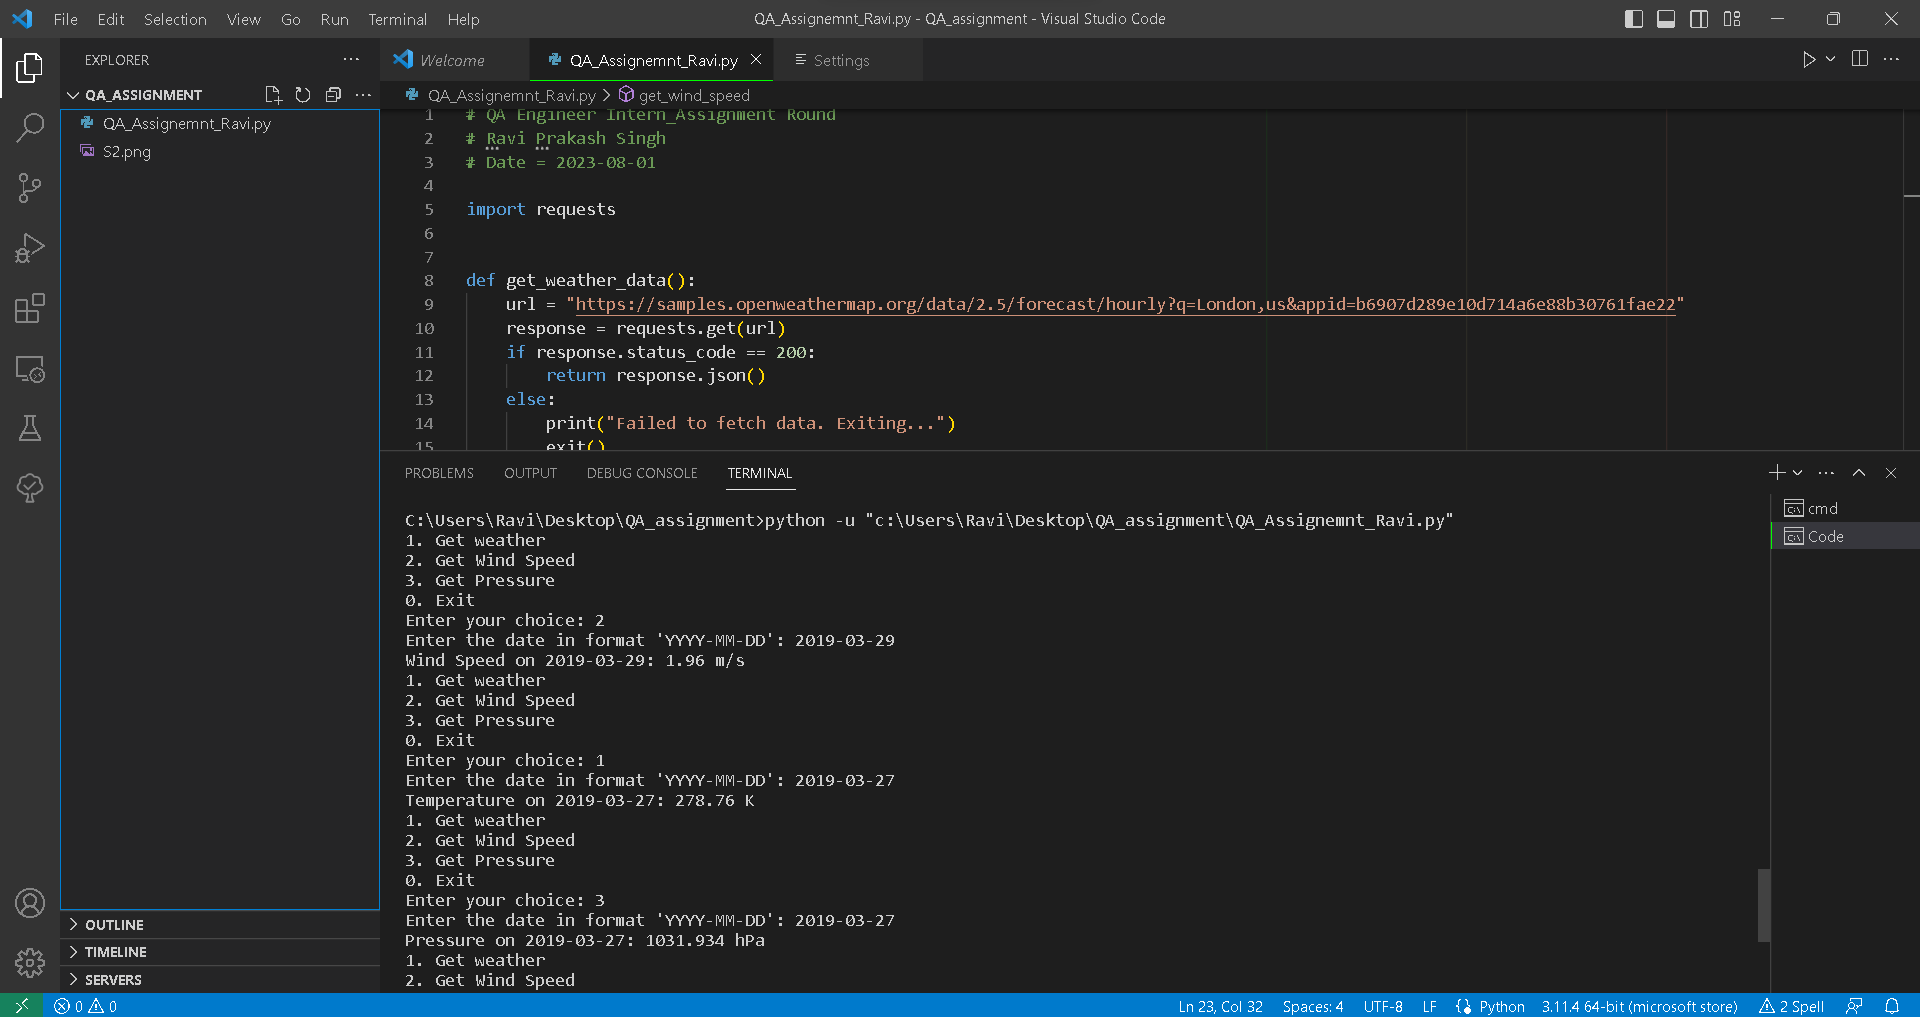 File Edit Selection View Go Run Terminal Help
QA_Assignemnt_Ravi.py - QA_assignment - Visual Studio Code
EXPLORER
QA_ASSIGNMENT
QA_Assignemnt_Ravi.py
S2.png
OUTLINE
TIMELINE
SERVERS
Welcome
QA_Assignemnt_Ravi.py
Settings
QA_Assignemnt_Ravi.py > get_wind_speed
1 # QA Engineer Intern_Assignment Round
2 # Ravi Prakash Singh
3 # Date = 2023-08-01
4
5 import requests
6
7
8 def get_weather_data():
9 url = "https://samples.openweathermap.org/data/2.5/forecast/hourly?q=London,us&appid=b6907d289e10d714a6e88b30761fae22"
10 response = requests.get(url)
11 if response.status_code == 200:
12 return response.json()
13 else:
14 print("Failed to fetch data. Exiting...")
15 exit()
PROBLEMS OUTPUT DEBUG CONSOLE TERMINAL
C:\Users\Ravi\Desktop\QA_assignment>python -u "c:\Users\Ravi\Desktop\QA_assignment\QA_Assignemnt_Ravi.py"
1. Get weather
2. Get Wind Speed
3. Get Pressure
0. Exit
Enter your choice: 2
Enter the date in format 'YYYY-MM-DD': 2019-03-29
Wind Speed on 2019-03-29: 1.96 m/s
1. Get weather
2. Get Wind Speed
3. Get Pressure
0. Exit
Enter your choice: 1
Enter the date in format 'YYYY-MM-DD': 2019-03-27
Temperature on 2019-03-27: 278.76 K
1. Get weather
2. Get Wind Speed
3. Get Pressure
0. Exit
Enter your choice: 3
Enter the date in format 'YYYY-MM-DD': 2019-03-27
Pressure on 2019-03-27: 1031.934 hPa
1. Get weather
2. Get Wind Speed
cmd
Code
0 0
Ln 23, Col 32 Spaces: 4 UTF-8 LF Python 3.11.4 64-bit (microsoft store) 2 Spell